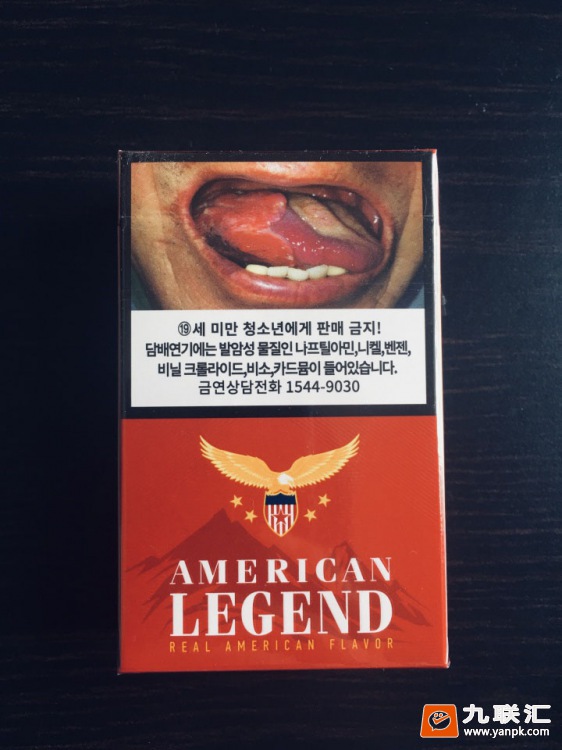 ⑲세 미만 청소년에게 판매 금지!
담배연기에는 발암성 물질인 나프틸아민,니켈,벤젠,
비닐 크롤라이드,비소,카드뮴이 들어있습니다.
금연상담전화 1544-9030
AMERICAN
LEGEND
REAL AMERICAN FLAVOR
九联汇
www.yanpk.com